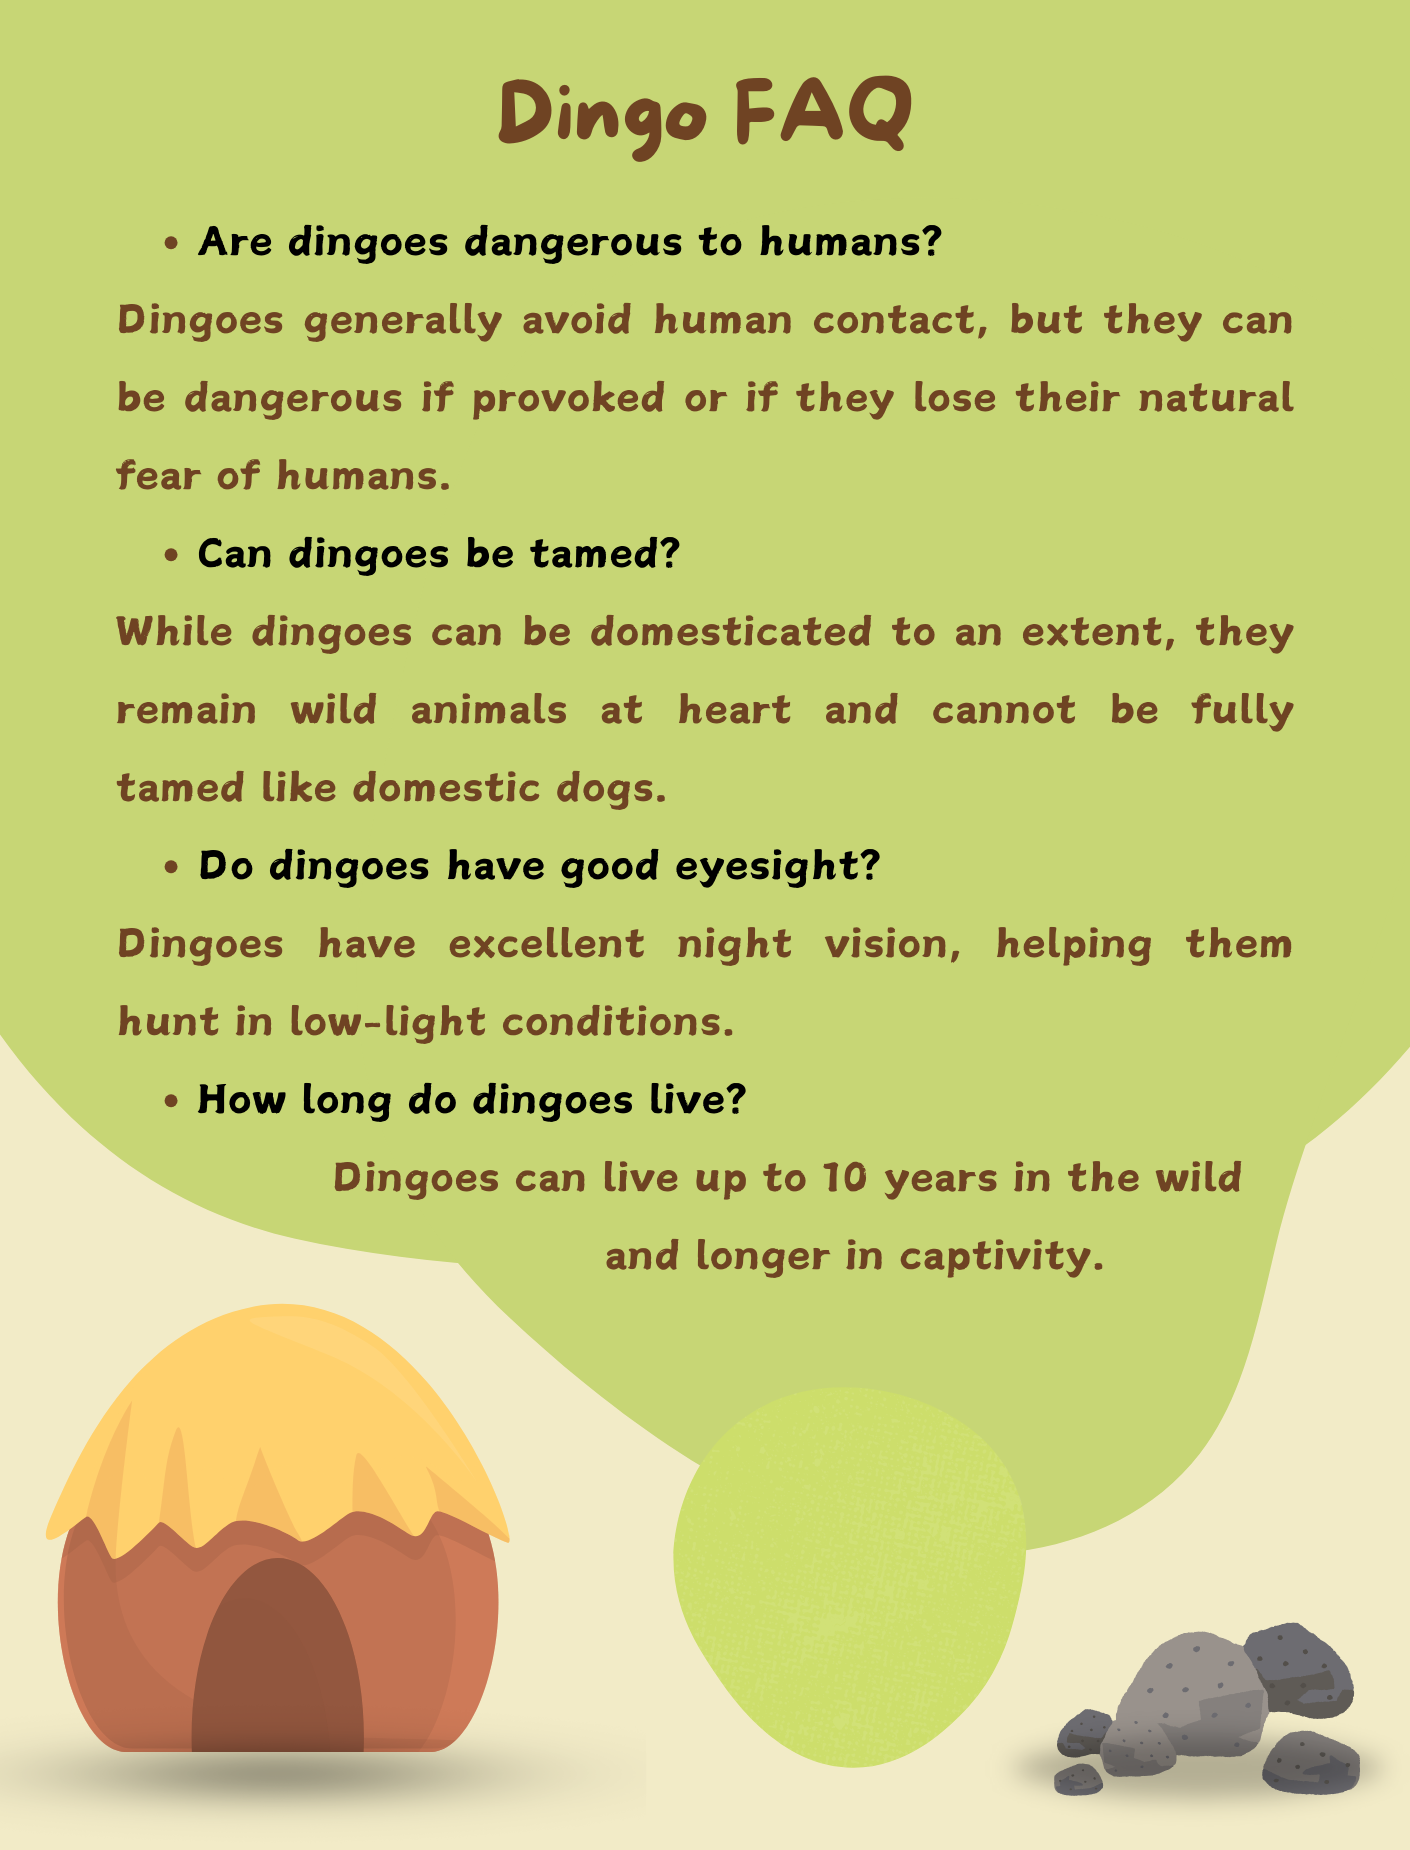 Dingo FAQ
• Are dingoes dangerous to humans?
Dingoes generally avoid human contact, but they can
be dangerous if provoked or if they lose their natural
fear of humans.
• Can dingoes be tamed?
While dingoes can be domesticated to an extent, they
remain wild animals at heart and cannot be fully
tamed like domestic dogs.
• Do dingoes have good eyesight?
Dingoes have excellent night vision, helping them
hunt in low-light conditions.
• How long do dingoes live?
Dingoes can live up to 10 years in the wild
and longer in captivity.